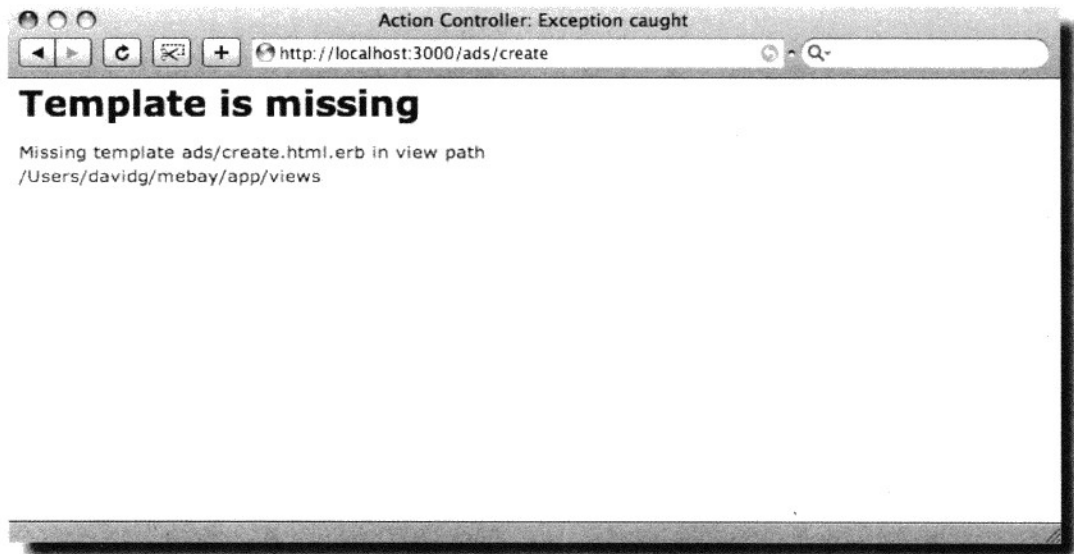 Action Controller: Exception caught
http://localhost:3000/ads/create
Template is missing
Missing template ads/create.html.erb in view path
/Users/davidg/mebay/app/views